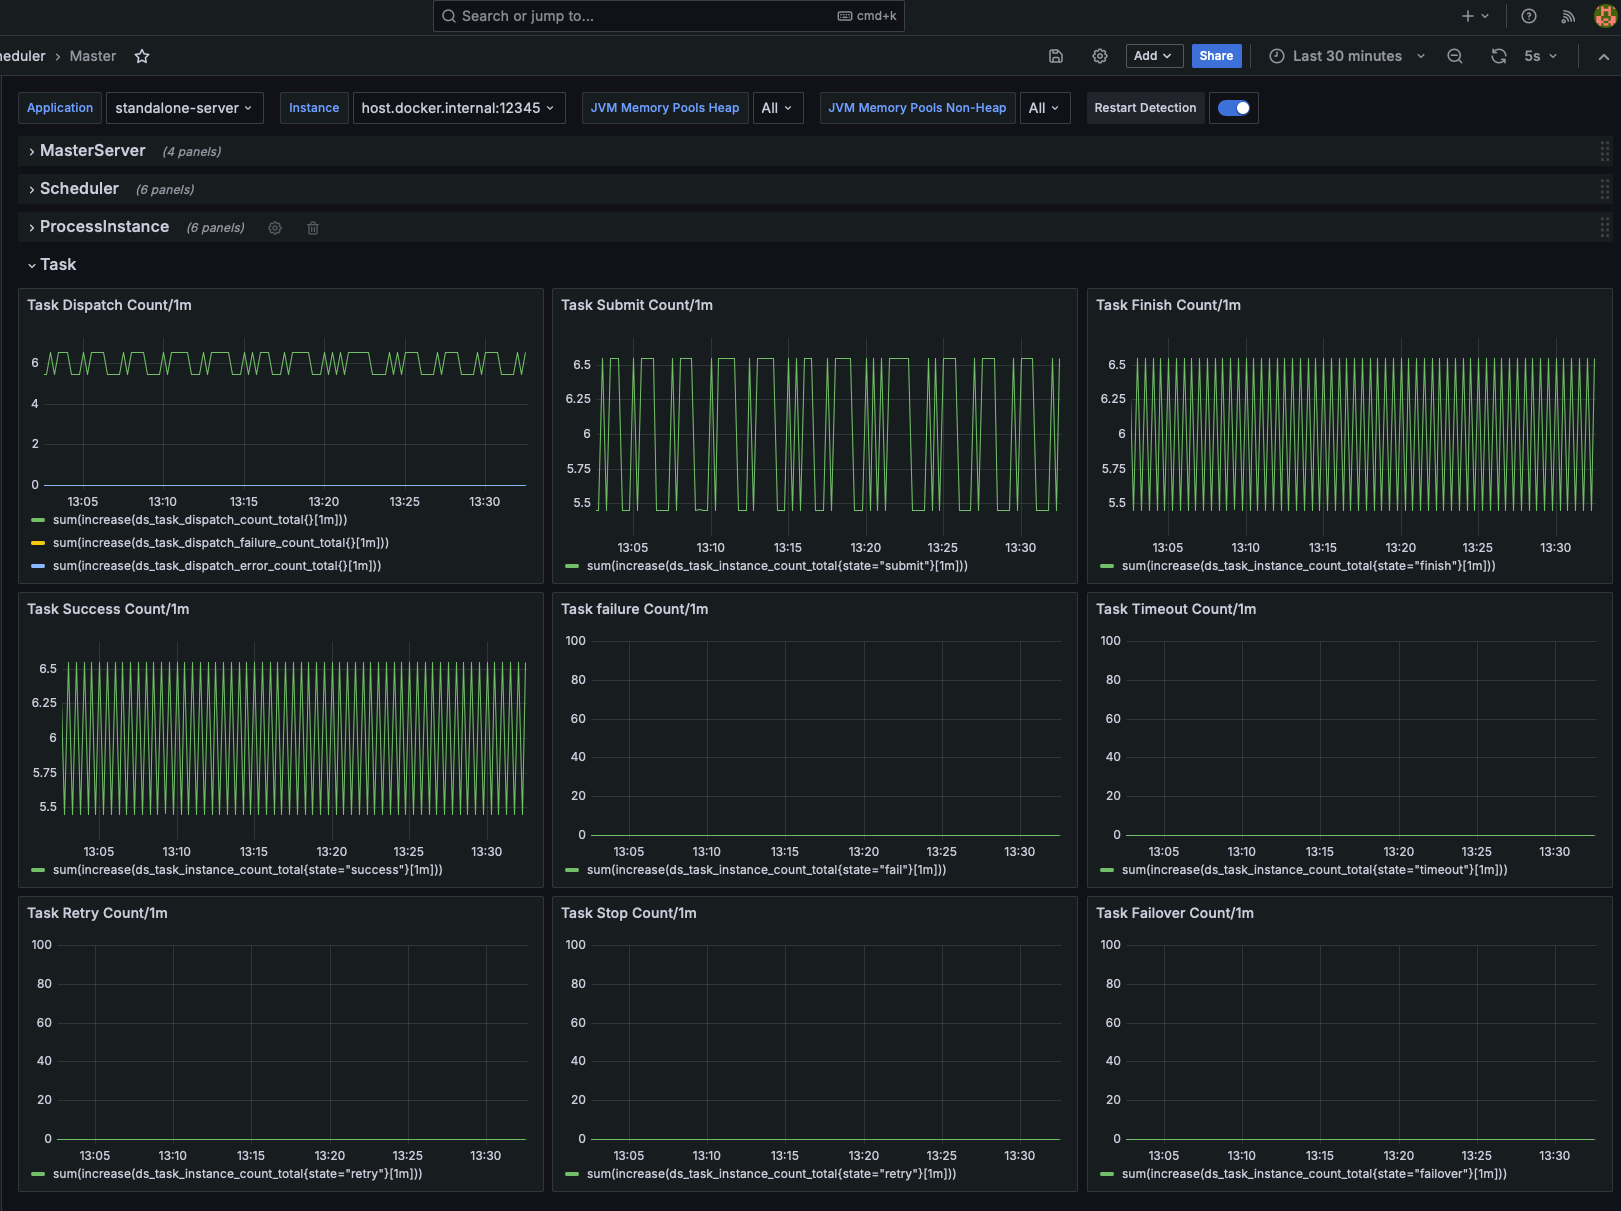 Search or jump to...
cmd+k
heduler › Master
Add
Share
Last 30 minutes
5s
Application
standalone-server
Instance
host.docker.internal:12345
JVM Memory Pools Heap
All
JVM Memory Pools Non-Heap
All
Restart Detection
MasterServer (4 panels)
Scheduler (6 panels)
ProcessInstance (6 panels)
Task
Task Dispatch Count/1m
6
4
2
0
13:05 13:10 13:15 13:20 13:25 13:30
sum(increase(ds_task_dispatch_count_total{}[1m]))
sum(increase(ds_task_dispatch_failure_count_total{}[1m]))
sum(increase(ds_task_dispatch_error_count_total{}[1m]))
Task Submit Count/1m
6.5
6.25
6
5.75
5.5
13:05 13:10 13:15 13:20 13:25 13:30
sum(increase(ds_task_instance_count_total{state="submit"}[1m]))
Task Finish Count/1m
6.5
6.25
6
5.75
5.5
13:05 13:10 13:15 13:20 13:25 13:30
sum(increase(ds_task_instance_count_total{state="finish"}[1m]))
Task Success Count/1m
6.5
6.25
6
5.75
5.5
13:05 13:10 13:15 13:20 13:25 13:30
sum(increase(ds_task_instance_count_total{state="success"}[1m]))
Task failure Count/1m
100
80
60
40
20
0
13:05 13:10 13:15 13:20 13:25 13:30
sum(increase(ds_task_instance_count_total{state="fail"}[1m]))
Task Timeout Count/1m
100
80
60
40
20
0
13:05 13:10 13:15 13:20 13:25 13:30
sum(increase(ds_task_instance_count_total{state="timeout"}[1m]))
Task Retry Count/1m
100
80
60
40
20
0
13:05 13:10 13:15 13:20 13:25 13:30
sum(increase(ds_task_instance_count_total{state="retry"}[1m]))
Task Stop Count/1m
100
80
60
40
20
0
13:05 13:10 13:15 13:20 13:25 13:30
sum(increase(ds_task_instance_count_total{state="retry"}[1m]))
Task Failover Count/1m
100
80
60
40
20
0
13:05 13:10 13:15 13:20 13:25 13:30
sum(increase(ds_task_instance_count_total{state="failover"}[1m]))